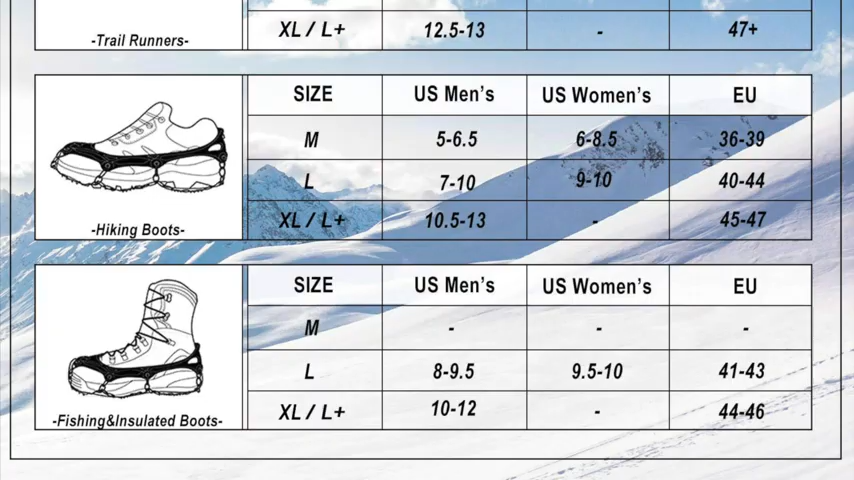 XL / L+ 12.5-13 - 47+
-Trail Runners-
SIZE US Men's US Women's EU
M 5-6.5 6-8.5 36-39
L 7-10 9-10 40-44
XL / L+ 10.5-13 - 45-47
-Hiking Boots-
SIZE US Men's US Women's EU
M - - -
L 8-9.5 9.5-10 41-43
XL / L+ 10-12 - 44-46
-Fishing&Insulated Boots-